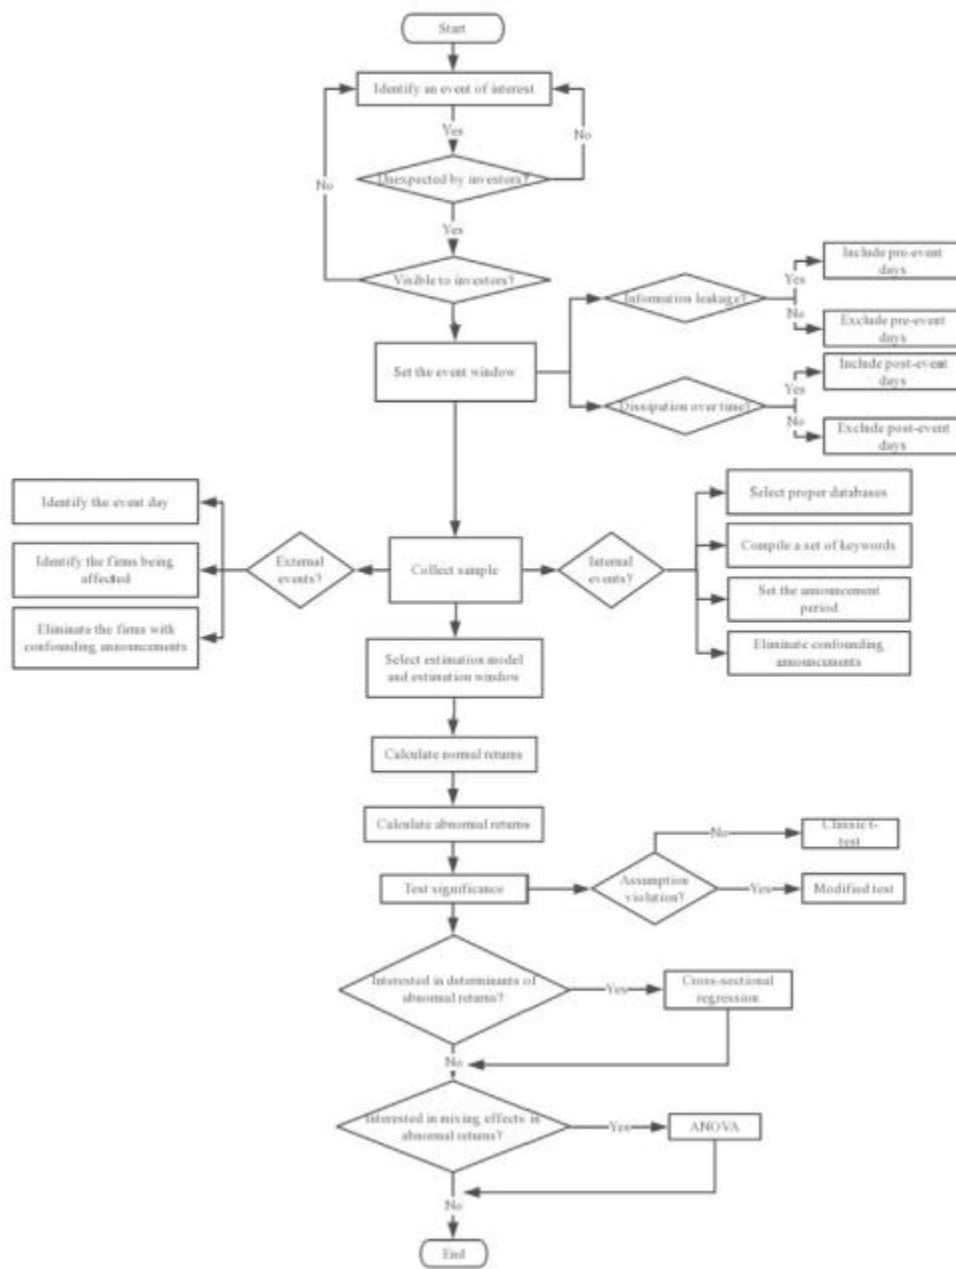 Start
Identify an event of interest
Yes
No
Unexpected by investors?
No
Yes
Visible to investors?
Include pre-event
days
Yes
Information leakage?
No
Exclude pre-event
days
Set the event window
Include post-event
days
Yes
Dissipation over time?
No
Exclude post-event
days
Identify the event day
Select proper databases
Identify the firms being
affected
External
events?
Collect sample
Internal
events?
Compile a set of keywords
Set the announcement
period
Eliminate the firms with
confounding announcements
Eliminate confounding
announcements
Select estimation model
and estimation window
Calculate normal returns
Calculate abnormal returns
No
Classic t-
test
Test significance
Assumption
violation?
Yes
Modified test
Interested in determinants of
abnormal returns?
Yes
Cross-sectional
regression
No
Interested in mixing effects in
abnormal returns?
Yes
ANOVA
No
End